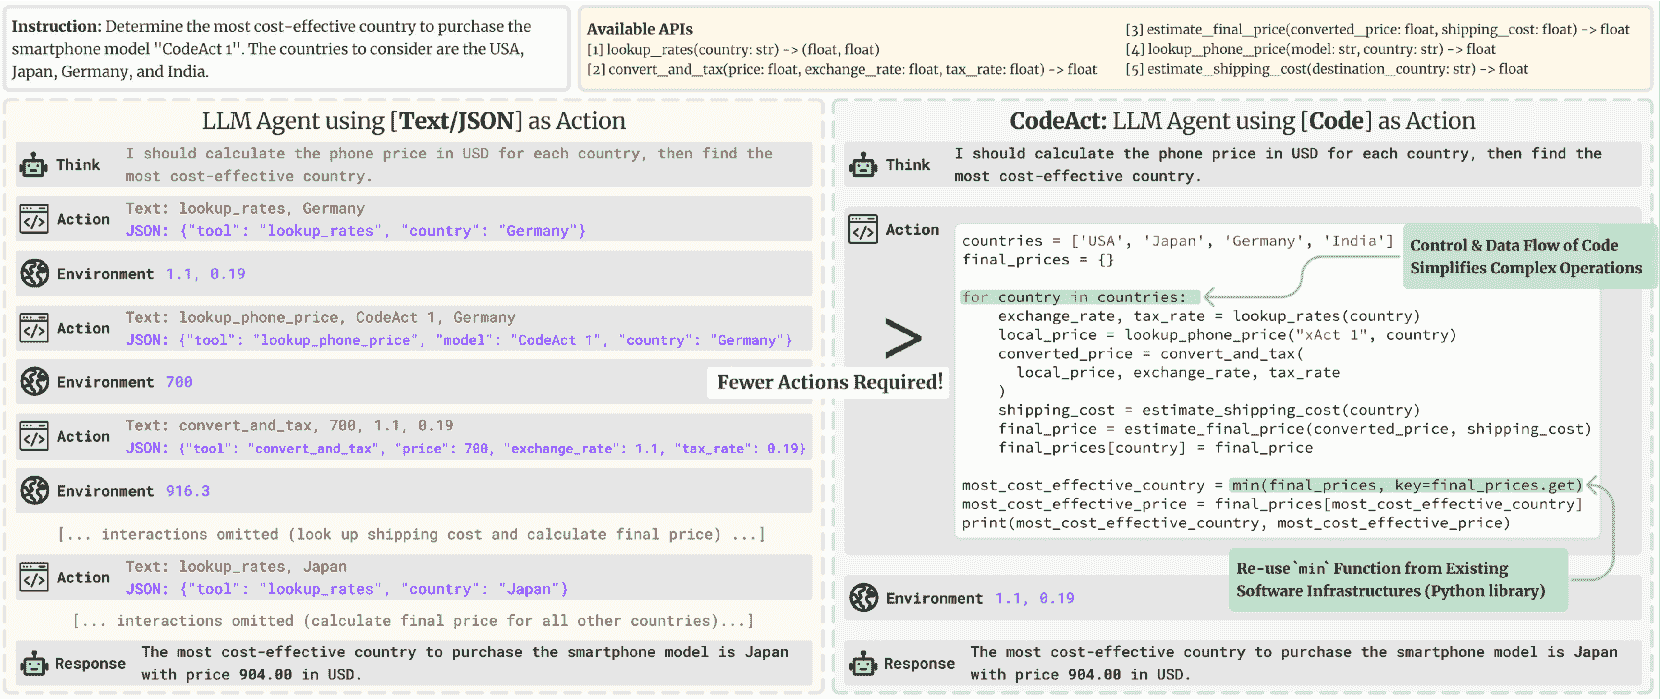 Instruction: Determine the most cost-effective country to purchase the
smartphone model "CodeAct 1". The countries to consider are the USA,
Japan, Germany, and India.
Available APIs
[1] lookup_rates(country: str) -> (float, float)
[2] convert_and_tax(price: float, exchange_rate: float, tax_rate: float) -> float
[3] estimate_final_price(converted_price: float, shipping_cost: float) -> float
[4] lookup_phone_price(model: str, country: str) -> float
[5] estimate_shipping_cost(destination_country: str) -> float
LLM Agent using [Text/JSON] as Action
Think
I should calculate the phone price in USD for each country, then find the
most cost-effective country.
Action
Text: lookup_rates, Germany
JSON: {"tool": "lookup_rates", "country": "Germany"}
Environment 1.1, 0.19
Action
Text: lookup_phone_price, CodeAct 1, Germany
JSON: {"tool": "lookup_phone_price", "model": "CodeAct 1", "country": "Germany"}
Environment 700
Action
Text: convert_and_tax, 700, 1.1, 0.19
JSON: {"tool": "convert_and_tax", "price": 700, "exchange_rate": 1.1, "tax_rate": 0.19}
Environment 916.3
[... interactions omitted (look up shipping cost and calculate final price) ...]
Action
Text: lookup_rates, Japan
JSON: {"tool": "lookup_rates", "country": "Japan"}
[... interactions omitted (calculate final price for all other countries)...]
Response
The most cost-effective country to purchase the smartphone model is Japan
with price 904.00 in USD.
Fewer Actions Required!
>
CodeAct: LLM Agent using [Code] as Action
Think
I should calculate the phone price in USD for each country, then find the
most cost-effective country.
Action
countries = ['USA', 'Japan', 'Germany', 'India']
final_prices = {}
for country in countries:
    exchange_rate, tax_rate = lookup_rates(country)
    local_price = lookup_phone_price("xAct 1", country)
    converted_price = convert_and_tax(
      local_price, exchange_rate, tax_rate
    )
    shipping_cost = estimate_shipping_cost(country)
    final_price = estimate_final_price(converted_price, shipping_cost)
    final_prices[country] = final_price
most_cost_effective_country = min(final_prices, key=final_prices.get)
most_cost_effective_price = final_prices[most_cost_effective_country]
print(most_cost_effective_country, most_cost_effective_price)
Control & Data Flow of Code
Simplifies Complex Operations
Re-use `min` Function from Existing
Software Infrastructures (Python library)
Environment 1.1, 0.19
Response
The most cost-effective country to purchase the smartphone model is Japan
with price 904.00 in USD.